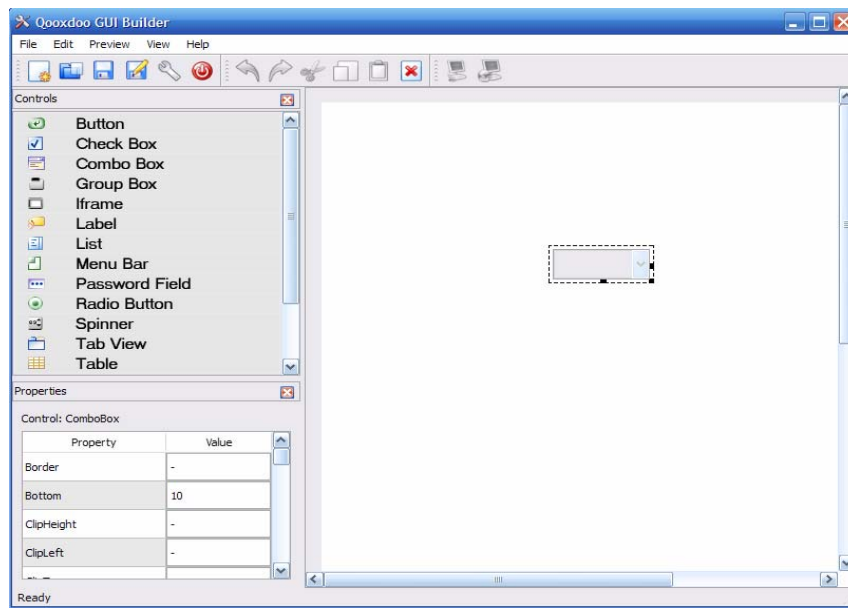 Qooxdoo GUI Builder
File Edit Preview View Help
Controls
Button
Check Box
Combo Box
Group Box
Iframe
Label
List
Menu Bar
Password Field
Radio Button
Spinner
Tab View
Table
Properties
Control: ComboBox
Property Value
Border -
Bottom 10
ClipHeight -
ClipLeft -
Ready